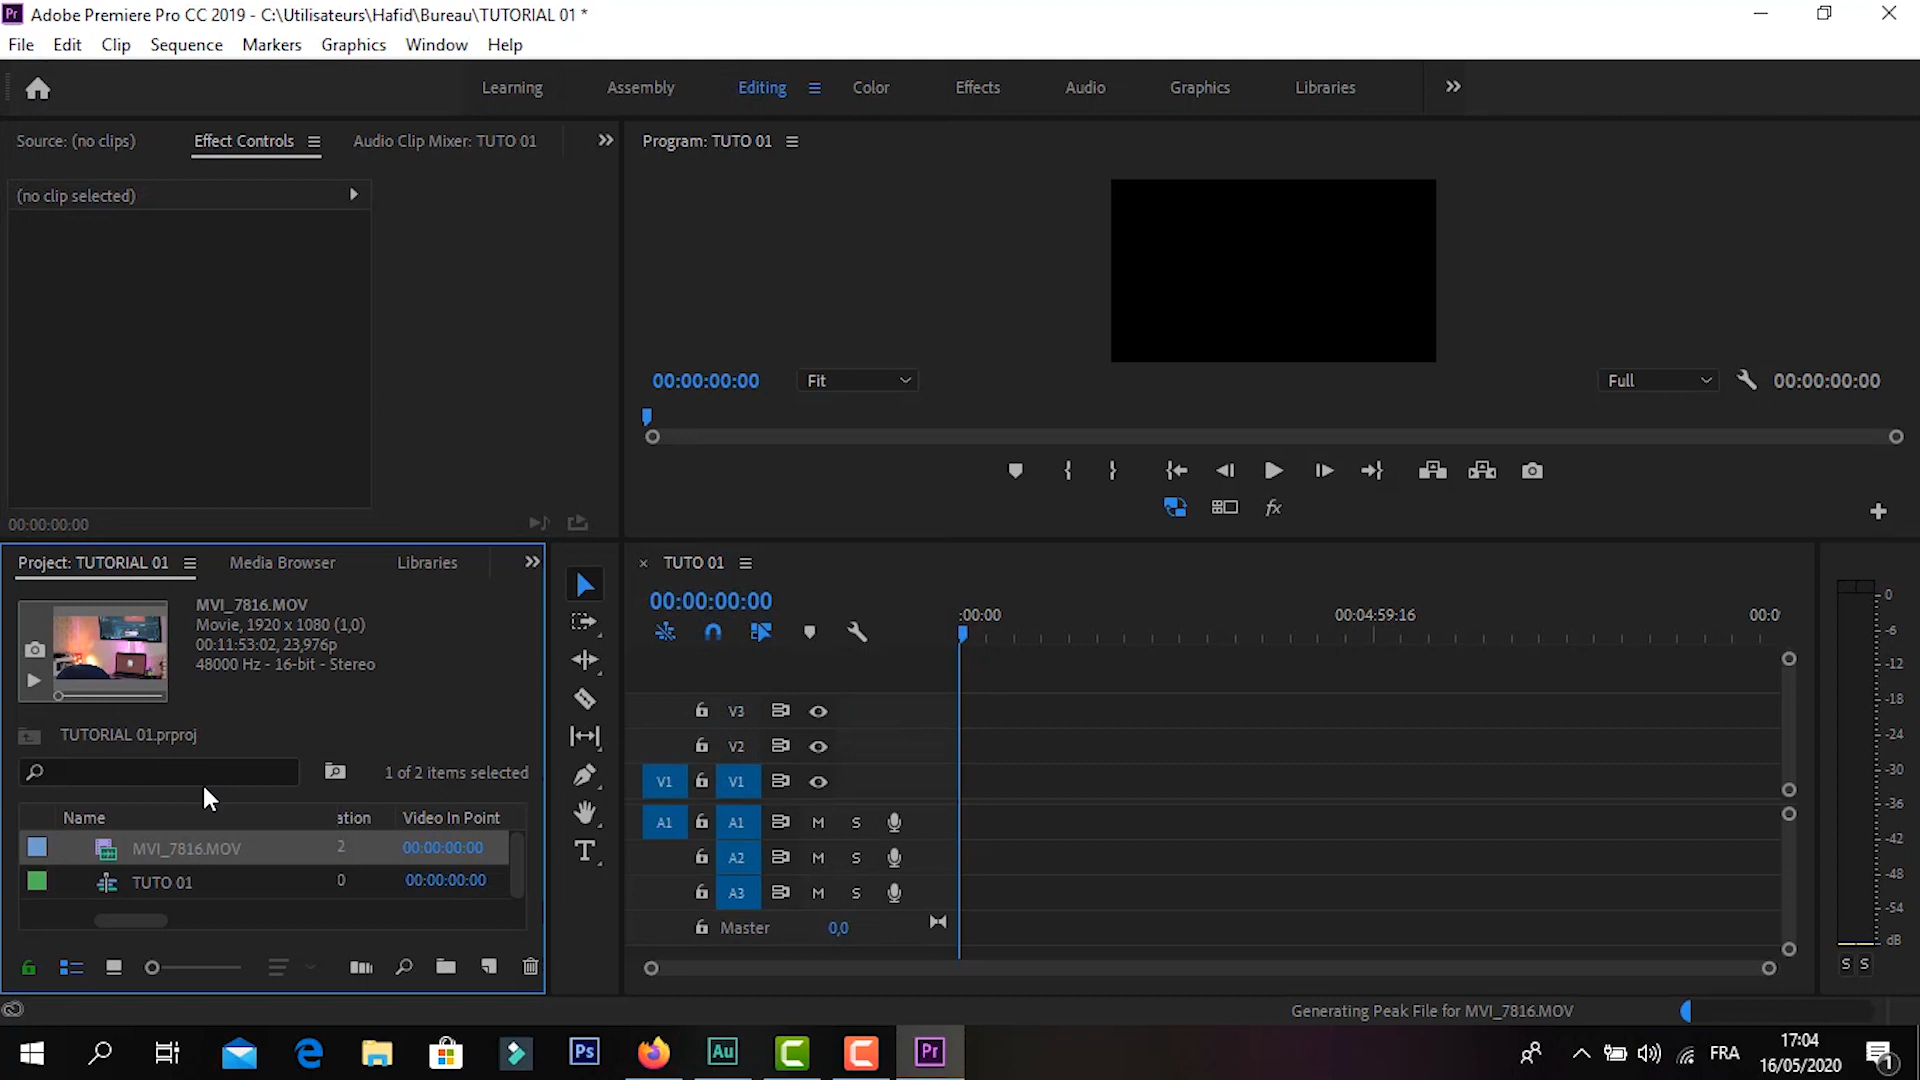 Pr Adobe Premiere Pro CC 2019 - C:\Utilisateurs\Hafid\Bureau\TUTORIAL 01 *
File Edit Clip Sequence Markers Graphics Window Help
Learning Assembly Editing Color Effects Audio Graphics Libraries
Source: (no clips) Effect Controls Audio Clip Mixer: TUTO 01
Program: TUTO 01
(no clip selected)
00:00:00:00 Fit Full 00:00:00:00
fx
00:00:00:00
Project: TUTORIAL 01 Media Browser Libraries
MVI_7816.MOV
Movie, 1920 x 1080 (1,0)
00:11:53:02, 23,976p
48000 Hz - 16-bit - Stereo
TUTORIAL 01.prproj
1 of 2 items selected
Name ation Video In Point
MVI_7816.MOV 2 00:00:00:00
TUTO 01 0 00:00:00:00
T
TUTO 01
00:00:00:00
:00:00 00:04:59:16 00:0
V3
V2
V1 V1
A1 A1 M S
A2 M S
A3 M S
Master 0,0
0
-6
-12
-18
-24
-30
-36
-42
-48
-54
dB
S S
Generating Peak File for MVI_7816.MOV
Ps Au Pr
FRA
17:04
16/05/2020
1